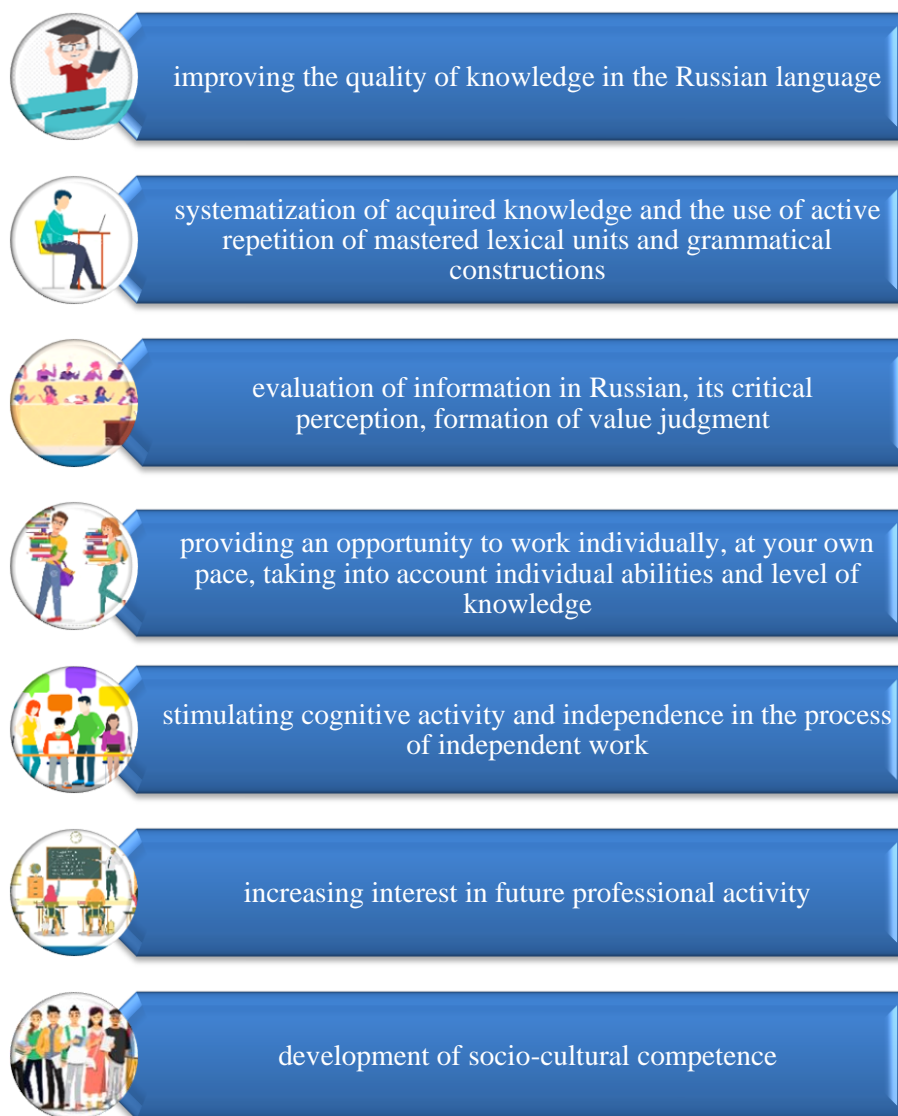 improving the quality of knowledge in the Russian language
systematization of acquired knowledge and the use of active
repetition of mastered lexical units and grammatical
constructions
evaluation of information in Russian, its critical
perception, formation of value judgment
providing an opportunity to work individually, at your own
pace, taking into account individual abilities and level of
knowledge
stimulating cognitive activity and independence in the process
of independent work
increasing interest in future professional activity
development of socio-cultural competence